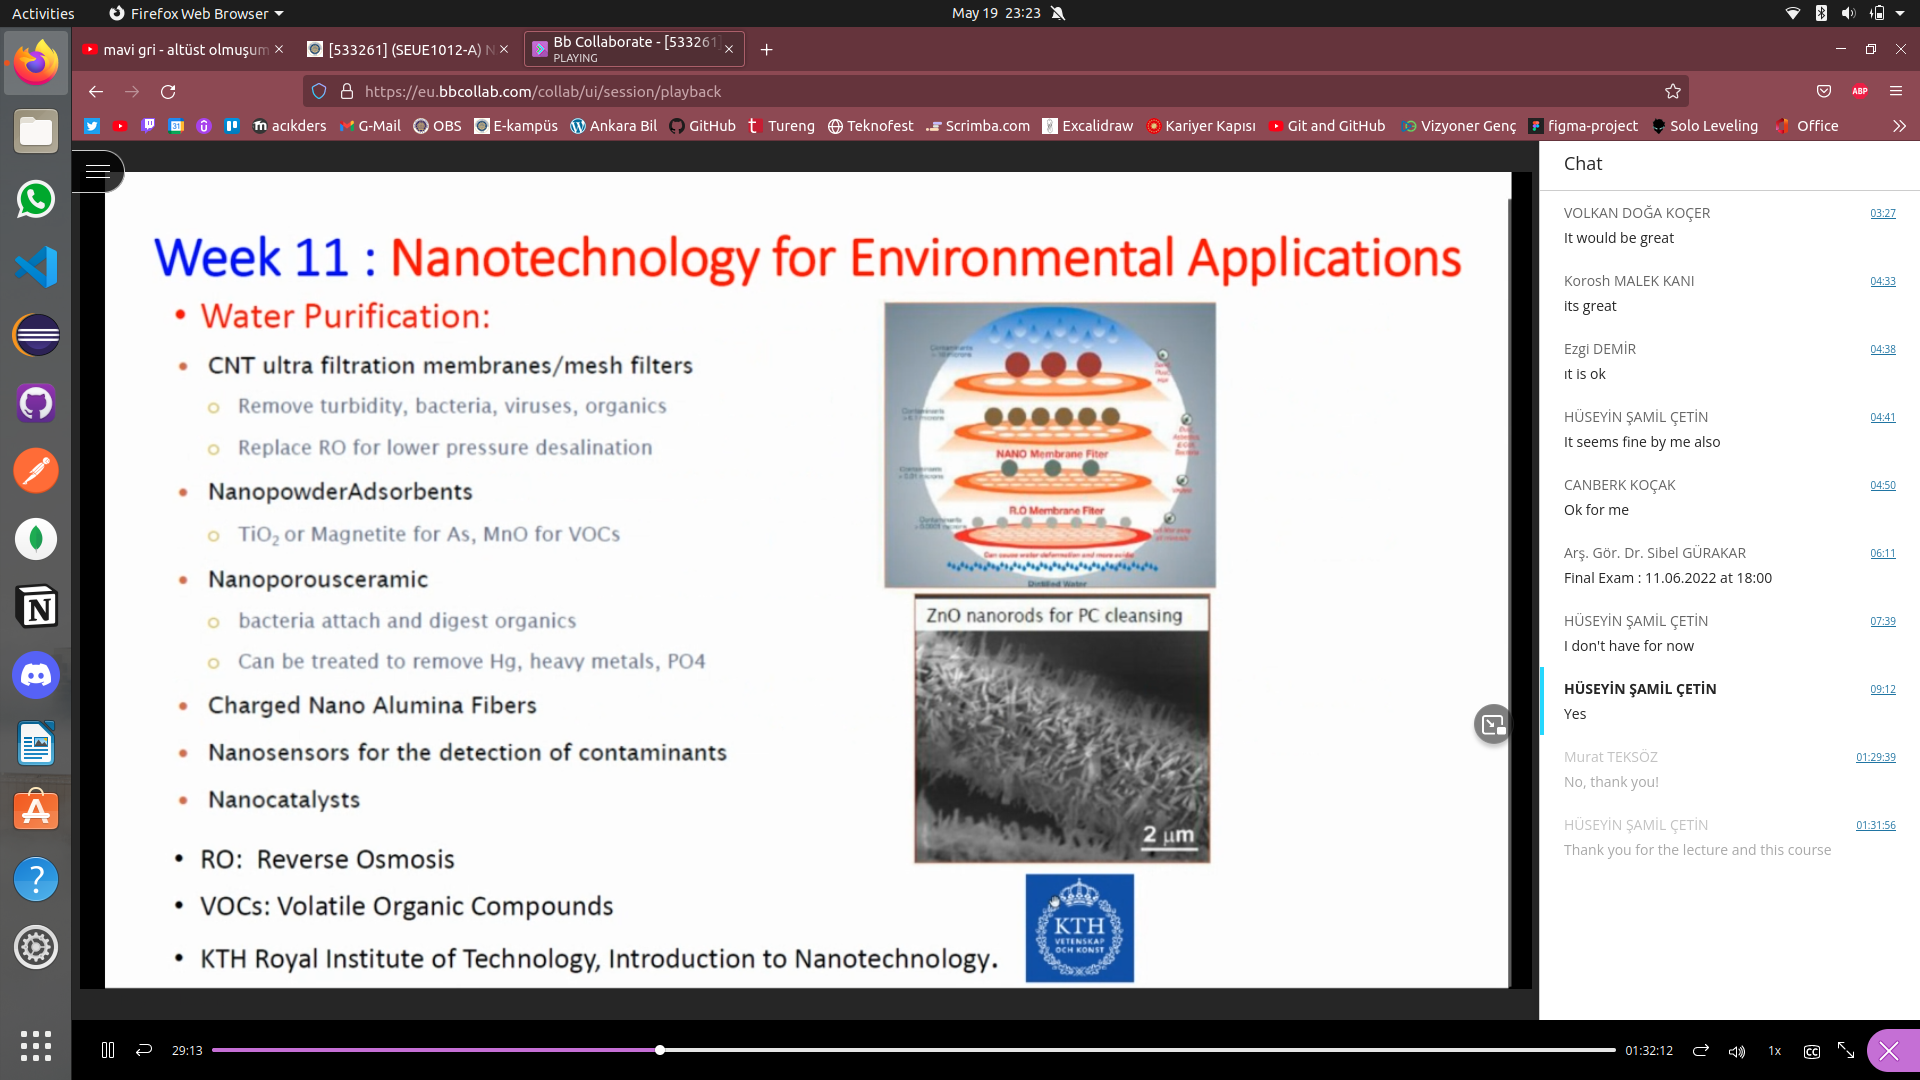 Activities
Firefox Web Browser
May 19 23:23
mavi gri - altüst olmuşum
[533261] (SEUE1012-A) N
Bb Collaborate - [533261]
PLAYING
https://eu.bbcollab.com/collab/ui/session/playback
ABP
acıkders
G-Mail
OBS
E-kampüs
Ankara Bil
GitHub
Tureng
Teknofest
Scrimba.com
Excalidraw
Kariyer Kapısı
Git and GitHub
Vizyoner Genç
figma-project
Solo Leveling
Office
Week 11 : Nanotechnology for Environmental Applications
• Water Purification:
• CNT ultra filtration membranes/mesh filters
o Remove turbidity, bacteria, viruses, organics
o Replace RO for lower pressure desalination
• NanopowderAdsorbents
o TiO2 or Magnetite for As, MnO for VOCs
• Nanoporousceramic
o bacteria attach and digest organics
o Can be treated to remove Hg, heavy metals, PO4
• Charged Nano Alumina Fibers
• Nanosensors for the detection of contaminants
• Nanocatalysts
• RO: Reverse Osmosis
• VOCs: Volatile Organic Compounds
• KTH Royal Institute of Technology, Introduction to Nanotechnology.
NANO Membrane Fiter
R.O Membrane Fiter
Distilled Water
ZnO nanorods for PC cleansing
2 µm
KTH
VETENSKAP
OCH KONST
Chat
VOLKAN DOĞA KOÇER 03:27
It would be great
Korosh MALEK KANI 04:33
its great
Ezgi DEMİR 04:38
ıt is ok
HÜSEYİN ŞAMİL ÇETİN 04:41
It seems fine by me also
CANBERK KOÇAK 04:50
Ok for me
Arş. Gör. Dr. Sibel GÜRAKAR 06:11
Final Exam : 11.06.2022 at 18:00
HÜSEYİN ŞAMİL ÇETİN 07:39
I don't have for now
HÜSEYİN ŞAMİL ÇETİN 09:12
Yes
Murat TEKSÖZ 01:29:39
No, thank you!
HÜSEYİN ŞAMİL ÇETİN 01:31:56
Thank you for the lecture and this course
29:13
01:32:12
1x
CC